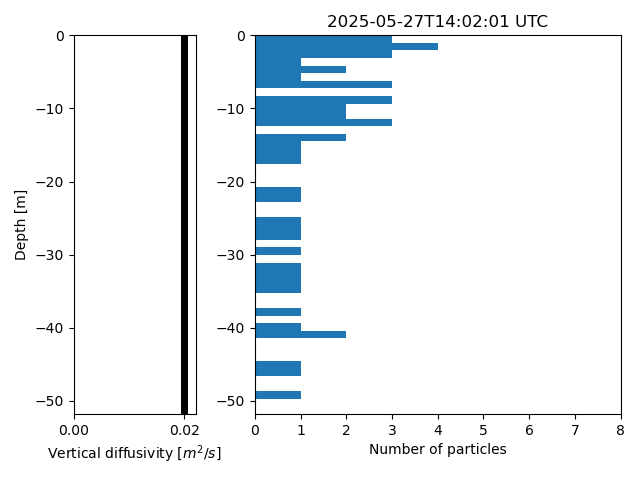 2025-05-27T14:02:01 UTC
0
−10
−20
−30
−40
−50
Depth [m]
0.00 0.02
Vertical diffusivity [m²/s]
0
−10
−20
−30
−40
−50
0 1 2 3 4 5 6 7 8
Number of particles